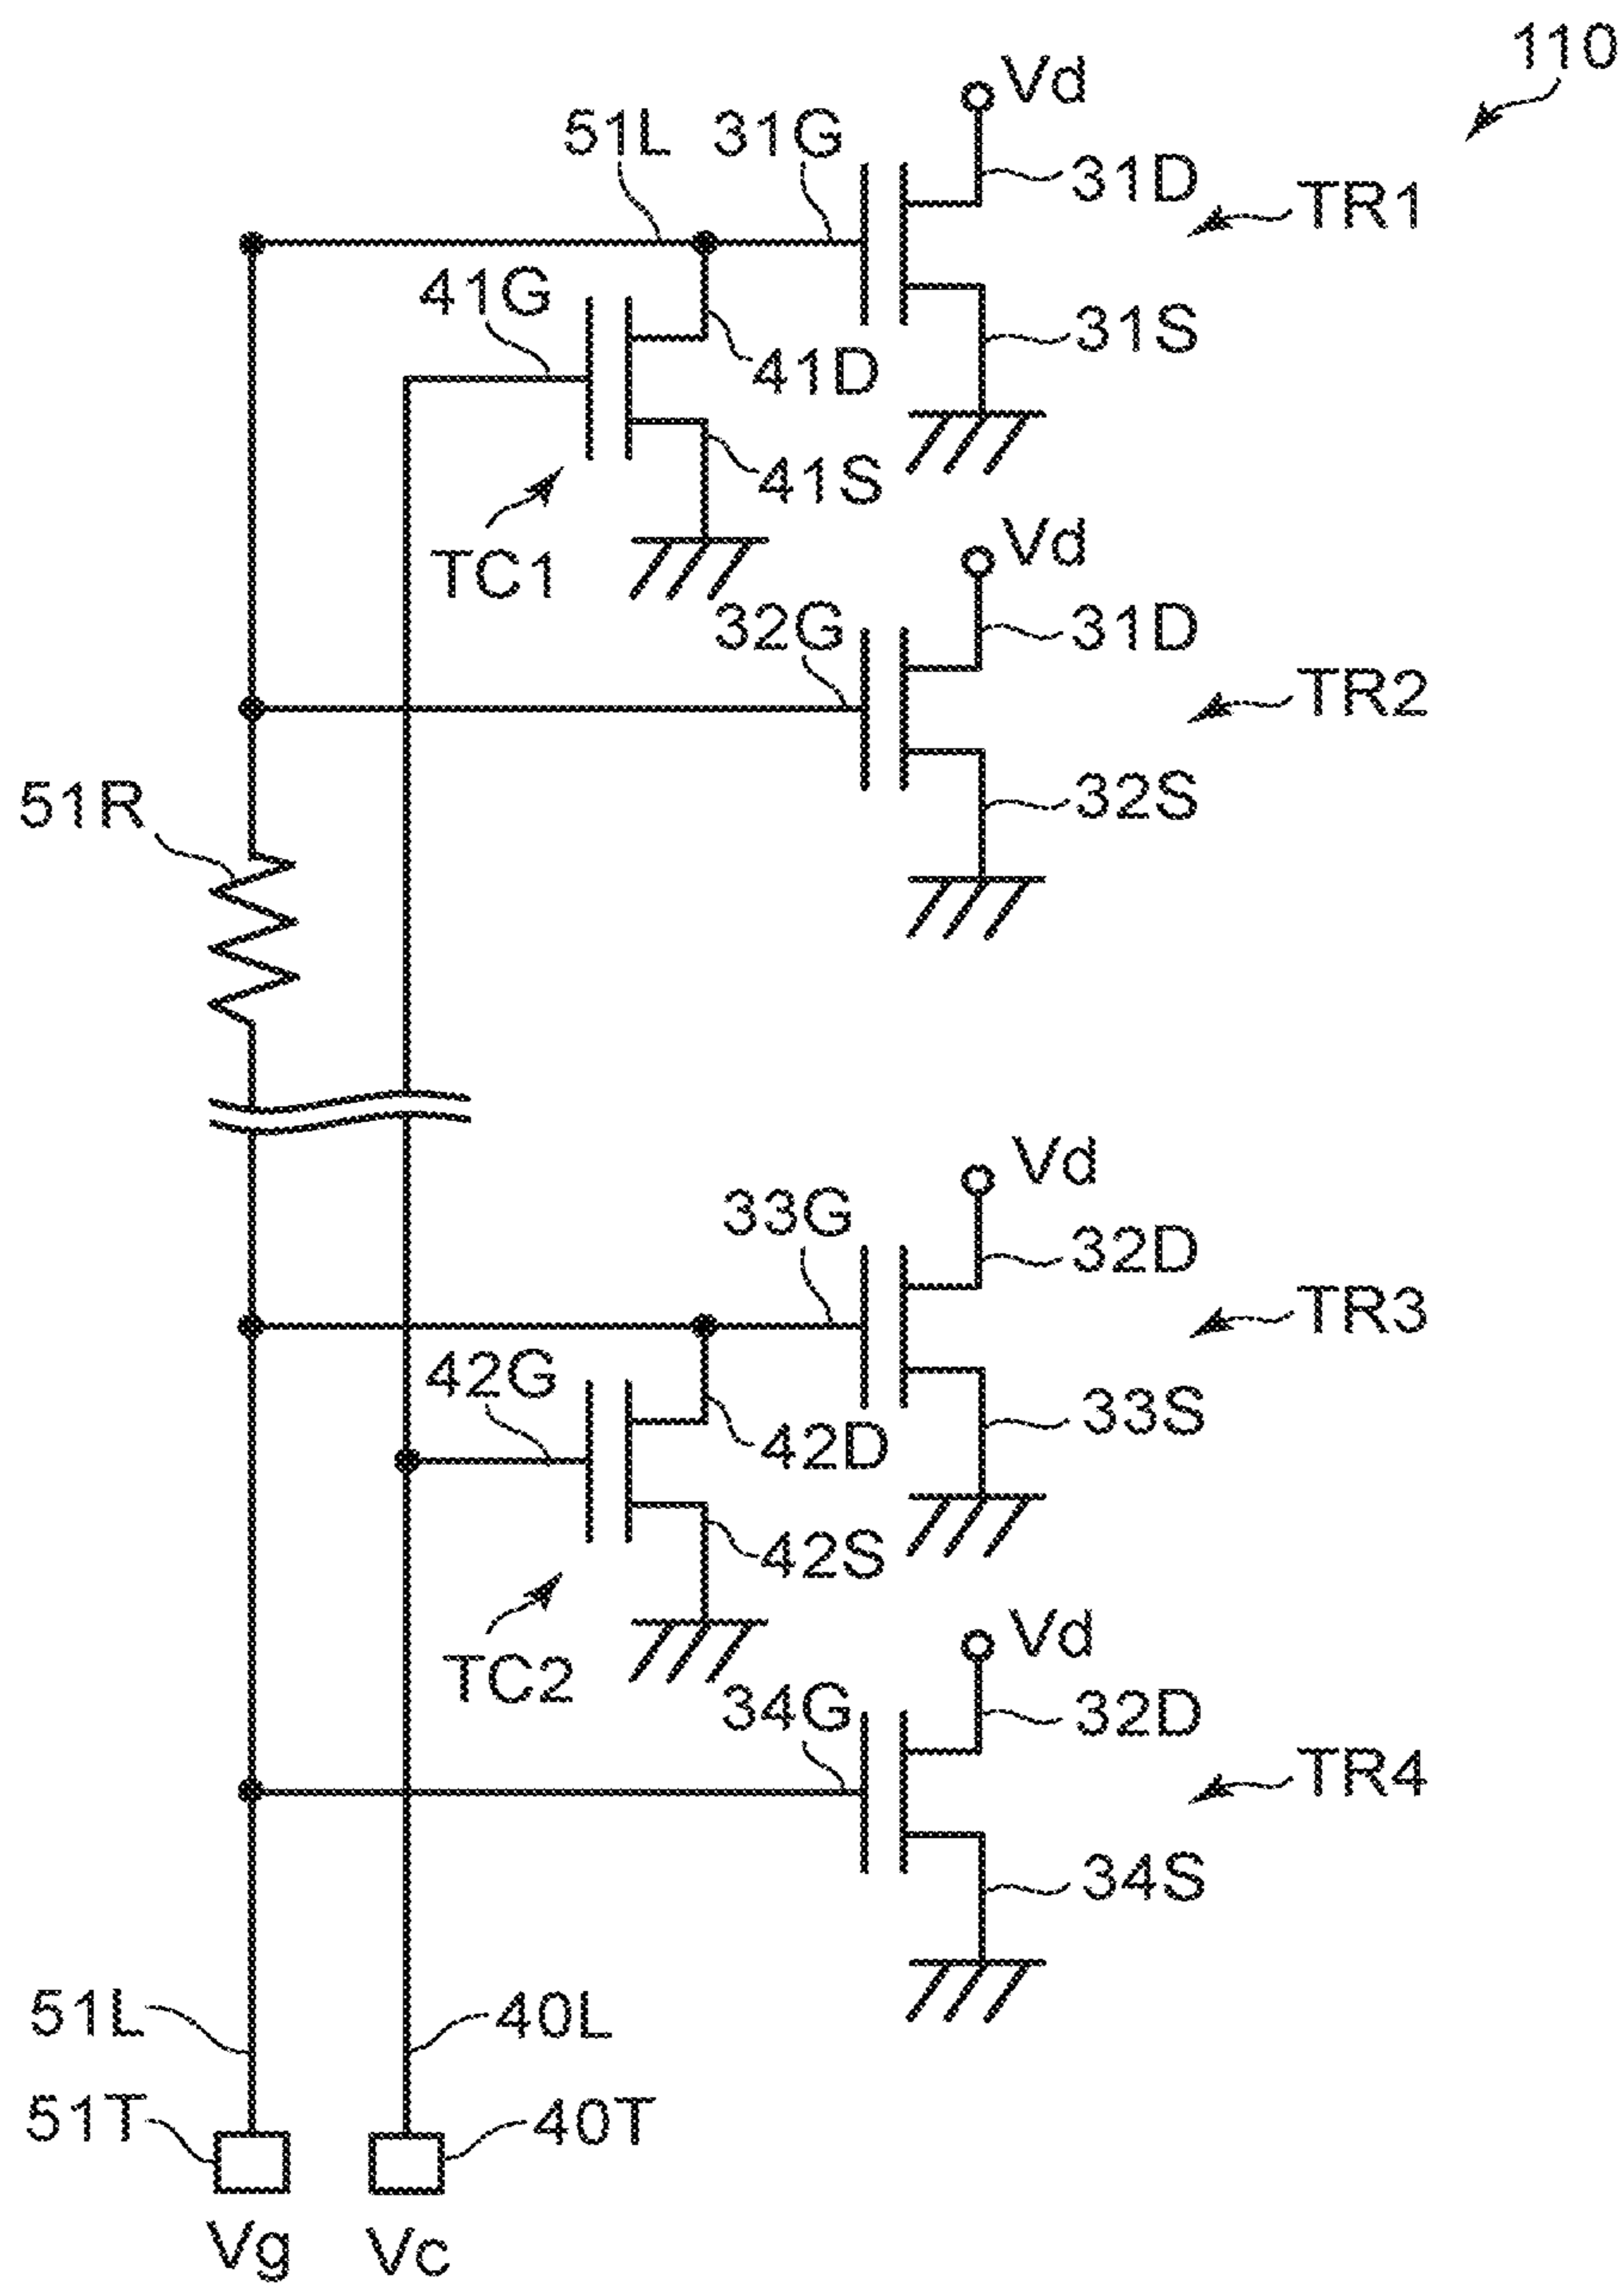 110
Vd
51L 31G
31D
TR1
41G
31S
41D
41S
Vd
TC1
32G
31D
TR2
51R
32S
Vd
33G
32D
TR3
42G
33S
42D
42S
Vd
TC2
34G
32D
TR4
34S
51L
40L
51T
40T
Vg
Vc